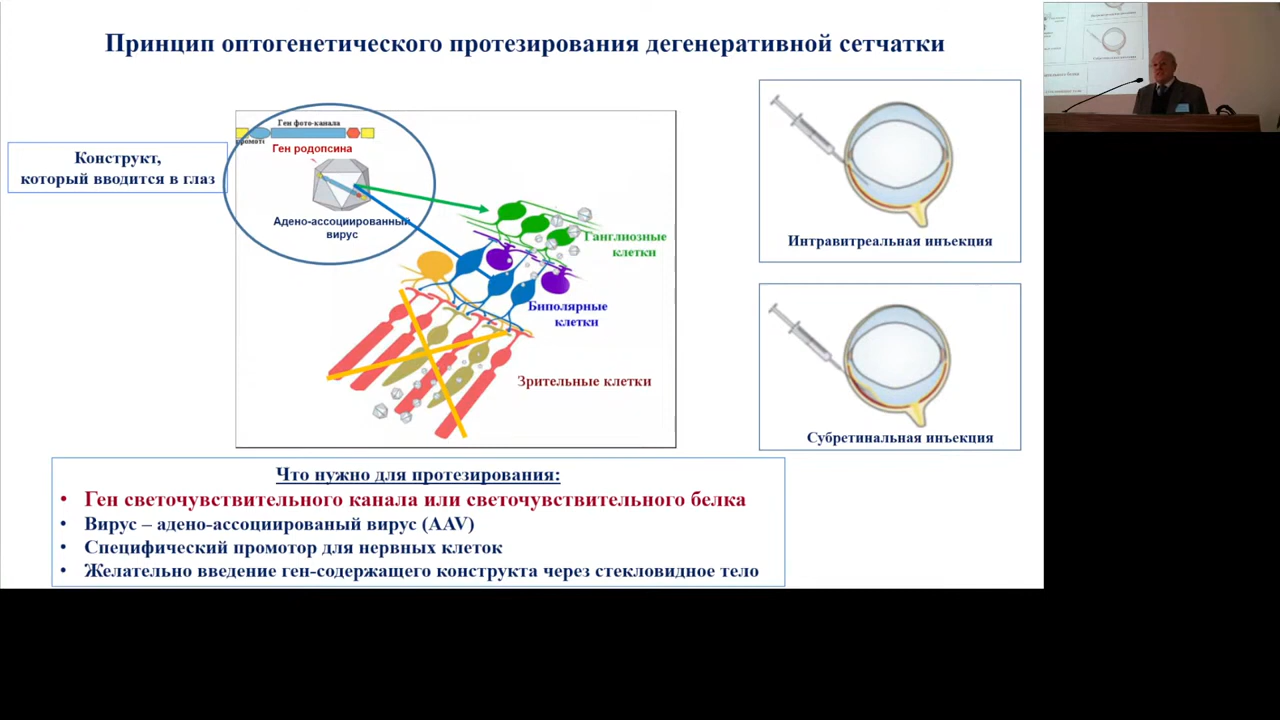 Принцип оптогенетического протезирования дегенеративной сетчатки
Конструкт,
который вводится в глаз
Ген фото-канала
Ген родопсина
Адено-ассоциированный
вирус
Ганглиозные
клетки
Биполярные
клетки
Зрительные клетки
Интравитреальная инъекция
Субретинальная инъекция
Что нужно для протезирования:
• Ген светочувствительного канала или светочувствительного белка
• Вирус – адено-ассоциированый вирус (AAV)
• Специфический промотор для нервных клеток
• Желательно введение ген-содержащего конструкта через стекловидное тело